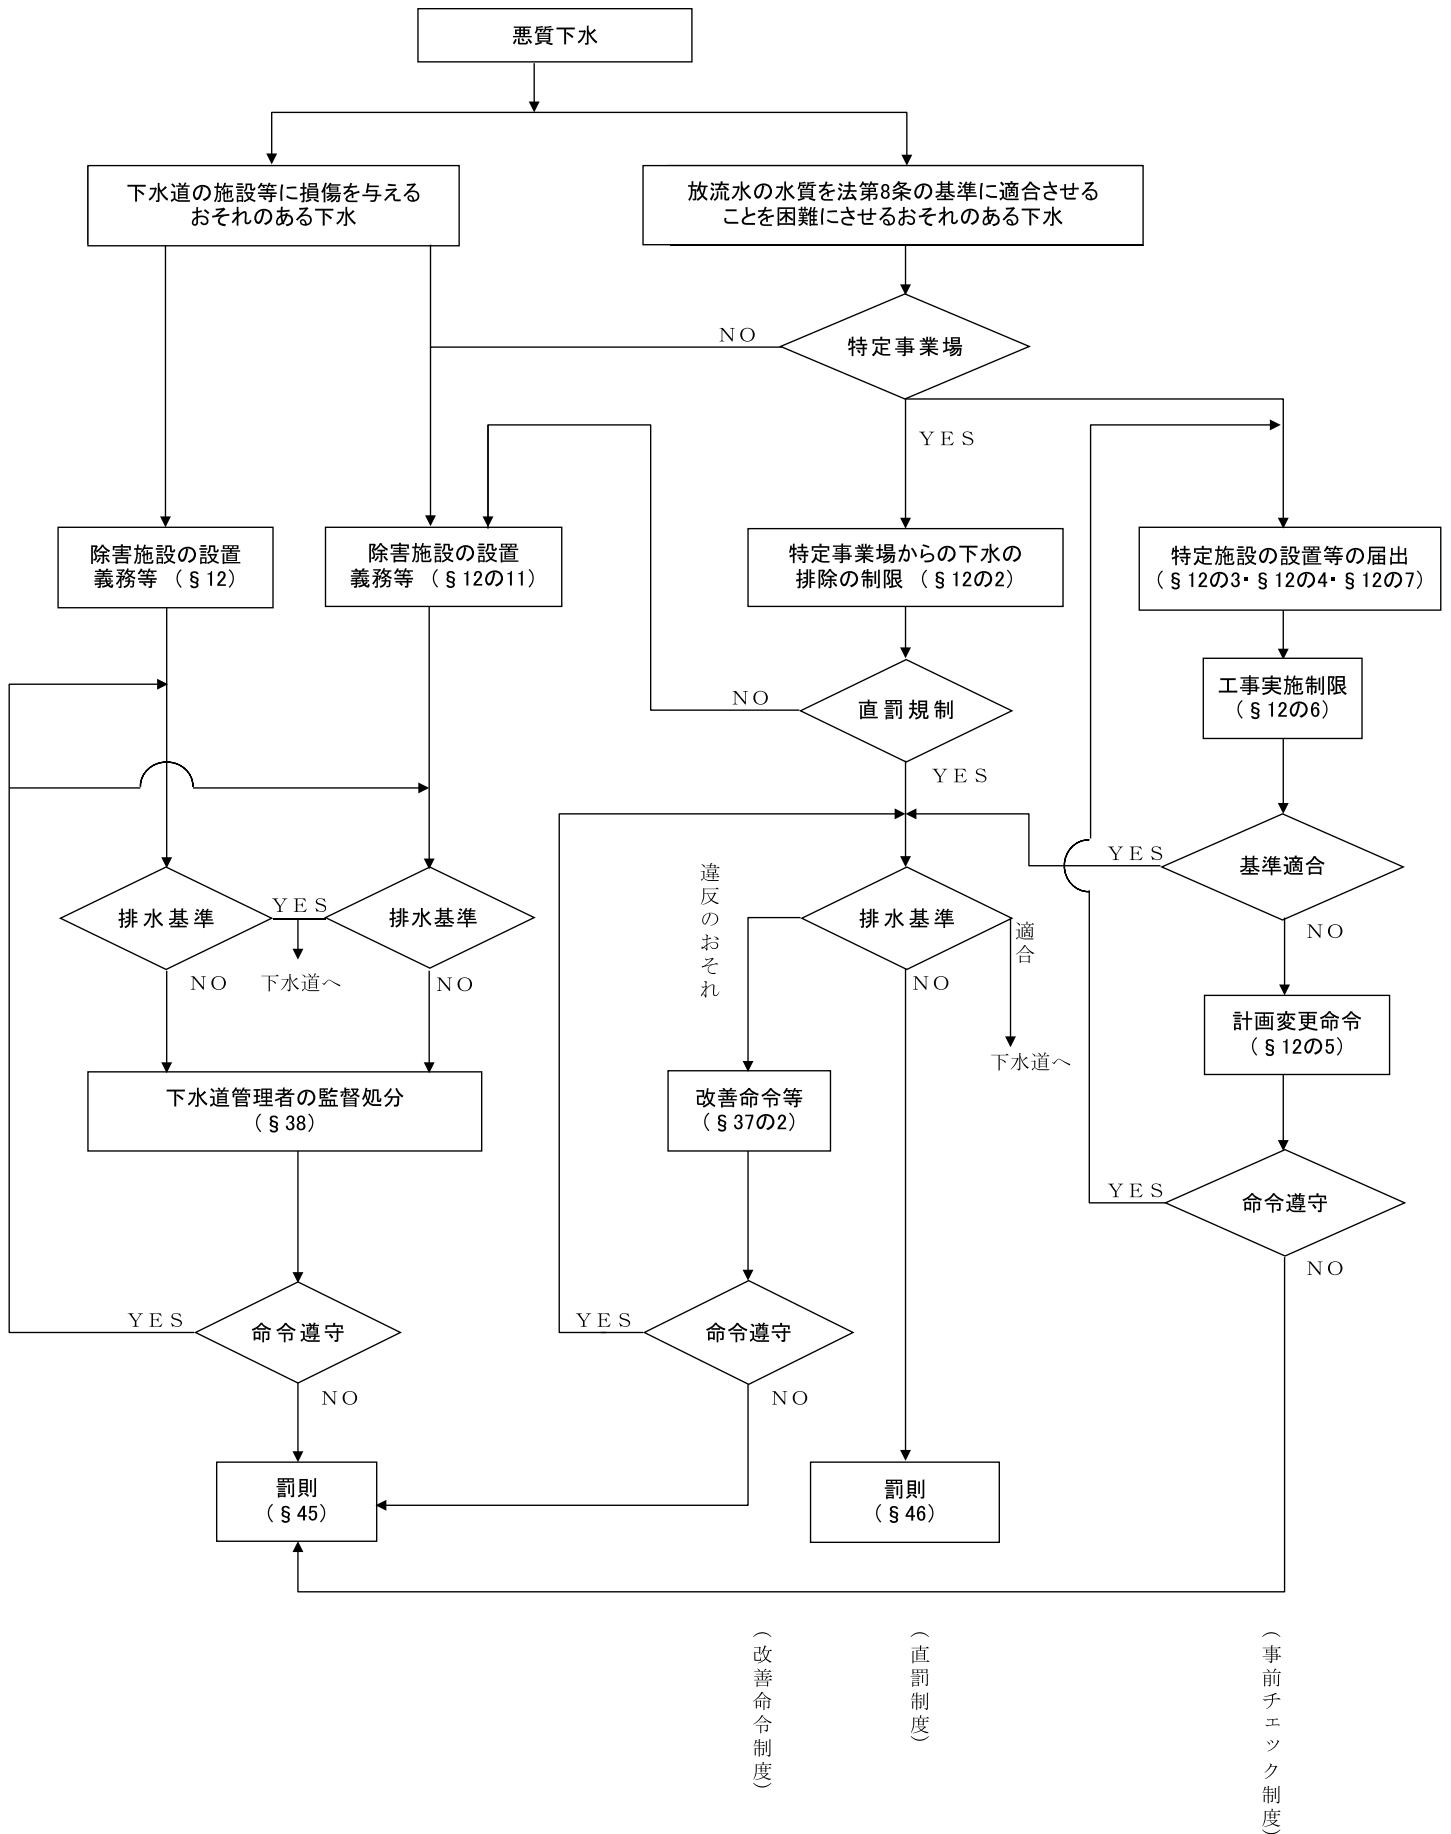 悪質下水
下水道の施設等に損傷を与える
おそれのある下水
放流水の水質を法第8条の基準に適合させる
ことを困難にさせるおそれのある下水
NO
特定事業場
YES
除害施設の設置
義務等 (§12)
除害施設の設置
義務等 (§12の11)
特定事業場からの下水の
排除の制限 (§12の2)
特定施設の設置等の届出
(§12の3・§12の4・§12の7)
工事実施制限
(§12の6)
NO
直罰規制
YES
YES
基準適合
NO
排水基準
YES
排水基準
NO
下水道へ
NO
違反のおそれ
排水基準
適合
NO
下水道へ
計画変更命令
(§12の5)
下水道管理者の監督処分
(§38)
改善命令等
(§37の2)
YES
命令遵守
NO
YES
命令遵守
NO
YES
命令遵守
NO
罰則
(§45)
罰則
(§46)
(改善命令制度)
(直罰制度)
(事前チェック制度)